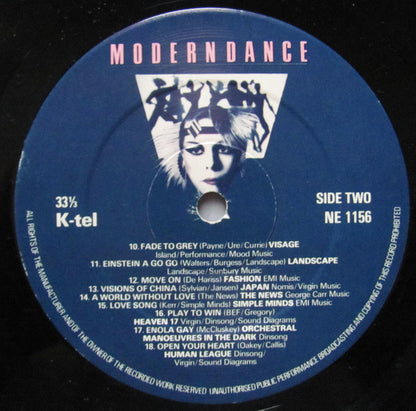 MODERN DANCE
33⅓
K-tel
SIDE TWO
NE 1156
10. FADE TO GREY (Payne/Ure/Currie) VISAGE
Island/Performance/Mood Music
11. EINSTEIN A GO GO (Walters/Burgess/Landscape) LANDSCAPE
Landscape/Sunbury Music
12. MOVE ON (De Hariss) FASHION EMI Music
13. VISIONS OF CHINA (Sylvian/Jansen) JAPAN Nomis/Virgin Music
14. A WORLD WITHOUT LOVE (The News) THE NEWS George Carr Music
15. LOVE SONG (Kerr/Simple Minds) SIMPLE MINDS EMI Music
16. PLAY TO WIN (BEF/Gregory)
HEAVEN 17 Virgin/Dinsong/Sound Diagrams
17. ENOLA GAY (McCluskey) ORCHESTRAL
MANOEUVRES IN THE DARK Dinsong
18. OPEN YOUR HEART (Oakey/Callis)
HUMAN LEAGUE Dinsong/
Virgin/Sound Diagrams
ALL RIGHTS OF THE MANUFACTURER AND OF THE OWNER OF THE RECORDED WORK RESERVED UNAUTHORISED PUBLIC PERFORMANCE BROADCASTING AND COPYING OF THIS RECORD PROHIBITED